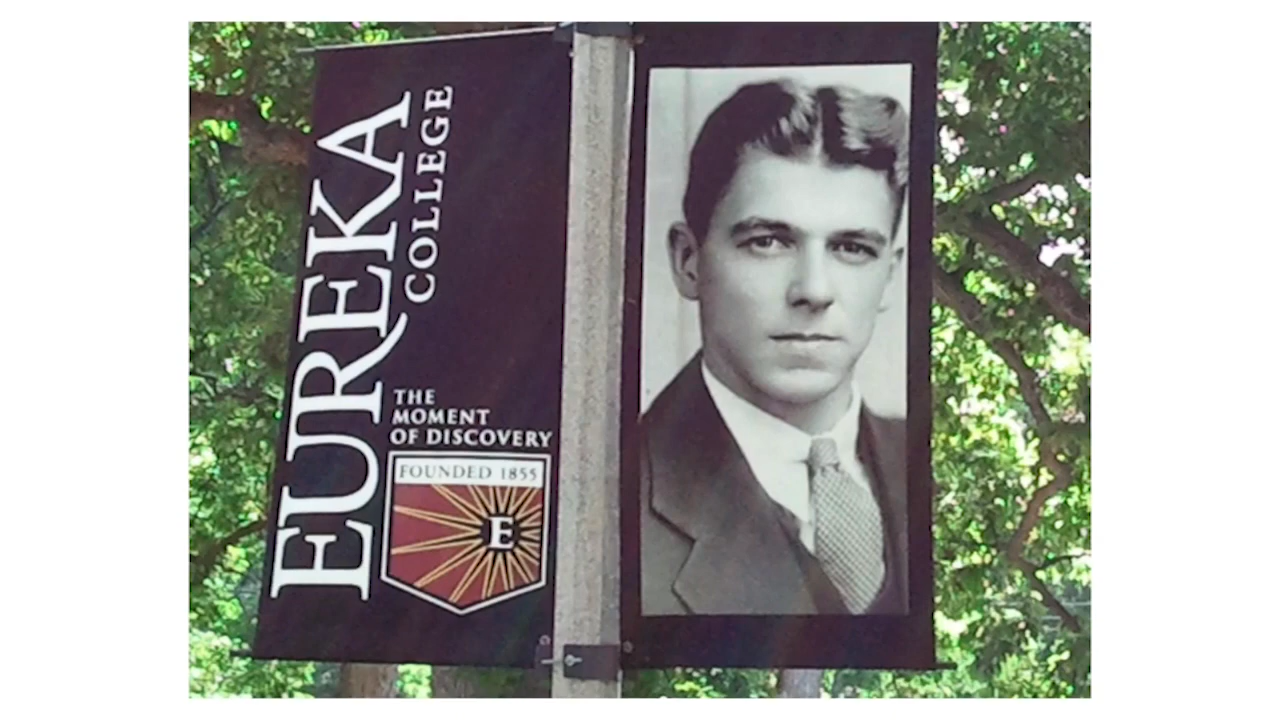 EUREKA
COLLEGE
THE
MOMENT
OF DISCOVERY
FOUNDED 1855
E